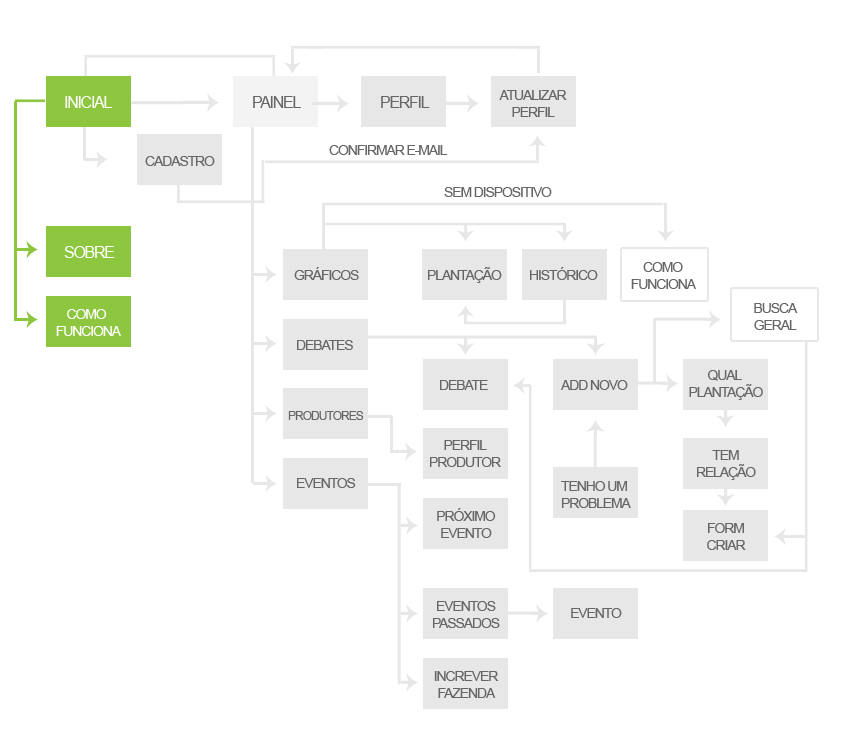 INICIAL
PAINEL
PERFIL
ATUALIZAR
PERFIL
CADASTRO
CONFIRMAR E-MAIL
SEM DISPOSITIVO
SOBRE
GRÁFICOS
PLANTAÇÃO
HISTÓRICO
COMO
FUNCIONA
COMO
FUNCIONA
BUSCA
GERAL
DEBATES
DEBATE
ADD NOVO
QUAL
PLANTAÇÃO
PRODUTORES
PERFIL
PRODUTOR
TEM
RELAÇÃO
EVENTOS
TENHO UM
PROBLEMA
PRÓXIMO
EVENTO
FORM
CRIAR
EVENTOS
PASSADOS
EVENTO
INCREVER
FAZENDA